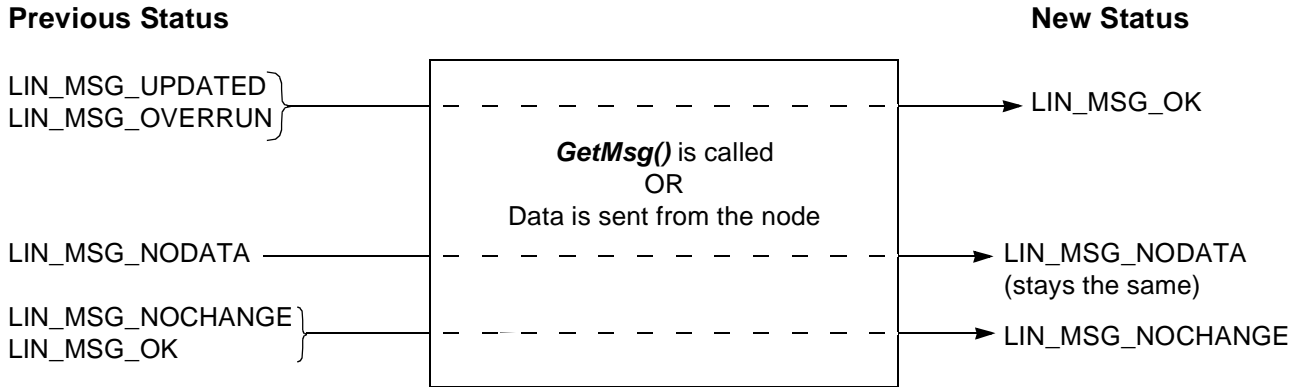 Previous Status
New Status
LIN_MSG_UPDATED
LIN_MSG_OVERRUN
LIN_MSG_OK
GetMsg() is called
OR
Data is sent from the node
LIN_MSG_NODATA
LIN_MSG_NODATA
(stays the same)
LIN_MSG_NOCHANGE
LIN_MSG_OK
LIN_MSG_NOCHANGE